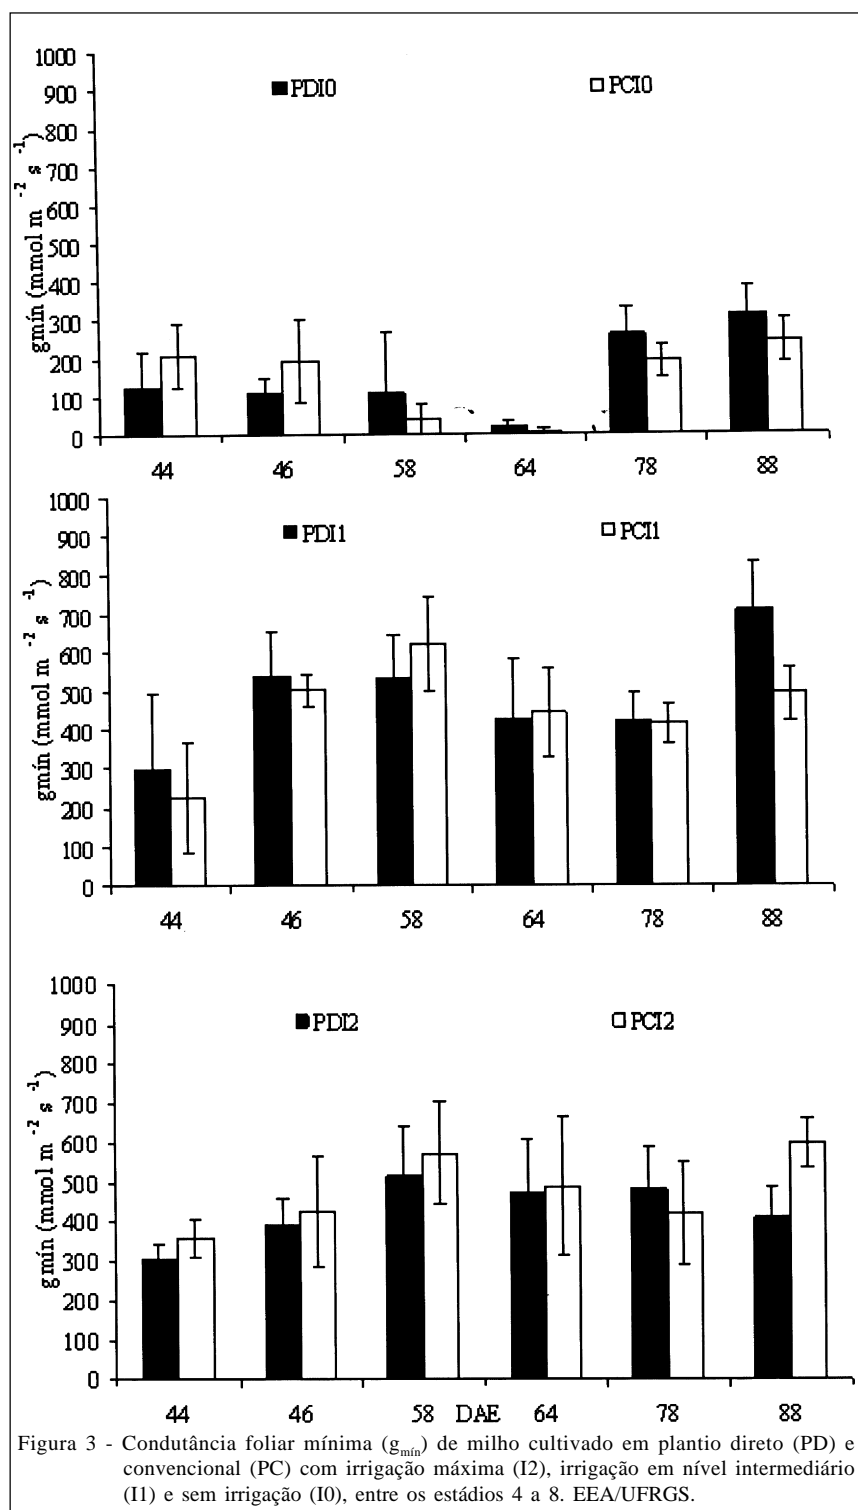 1000
900
800
700
600
500
400
300
200
100
0
gmín (mmol m -2 s -1)
PDI0 PCI0
44 46 58 64 78 88
1000
900
800
700
600
500
400
300
200
100
0
gmín (mmol m -2 s -1)
PDI1 PCI1
44 46 58 64 78 88
1000
900
800
700
600
500
400
300
200
100
0
gmín (mmol m -2 s -1)
PDI2 PCI2
44 46 58 DAE 64 78 88
Figura 3 - Condutância foliar mínima (gmín) de milho cultivado em plantio direto (PD) e
convencional (PC) com irrigação máxima (I2), irrigação em nível intermediário
(I1) e sem irrigação (I0), entre os estádios 4 a 8. EEA/UFRGS.